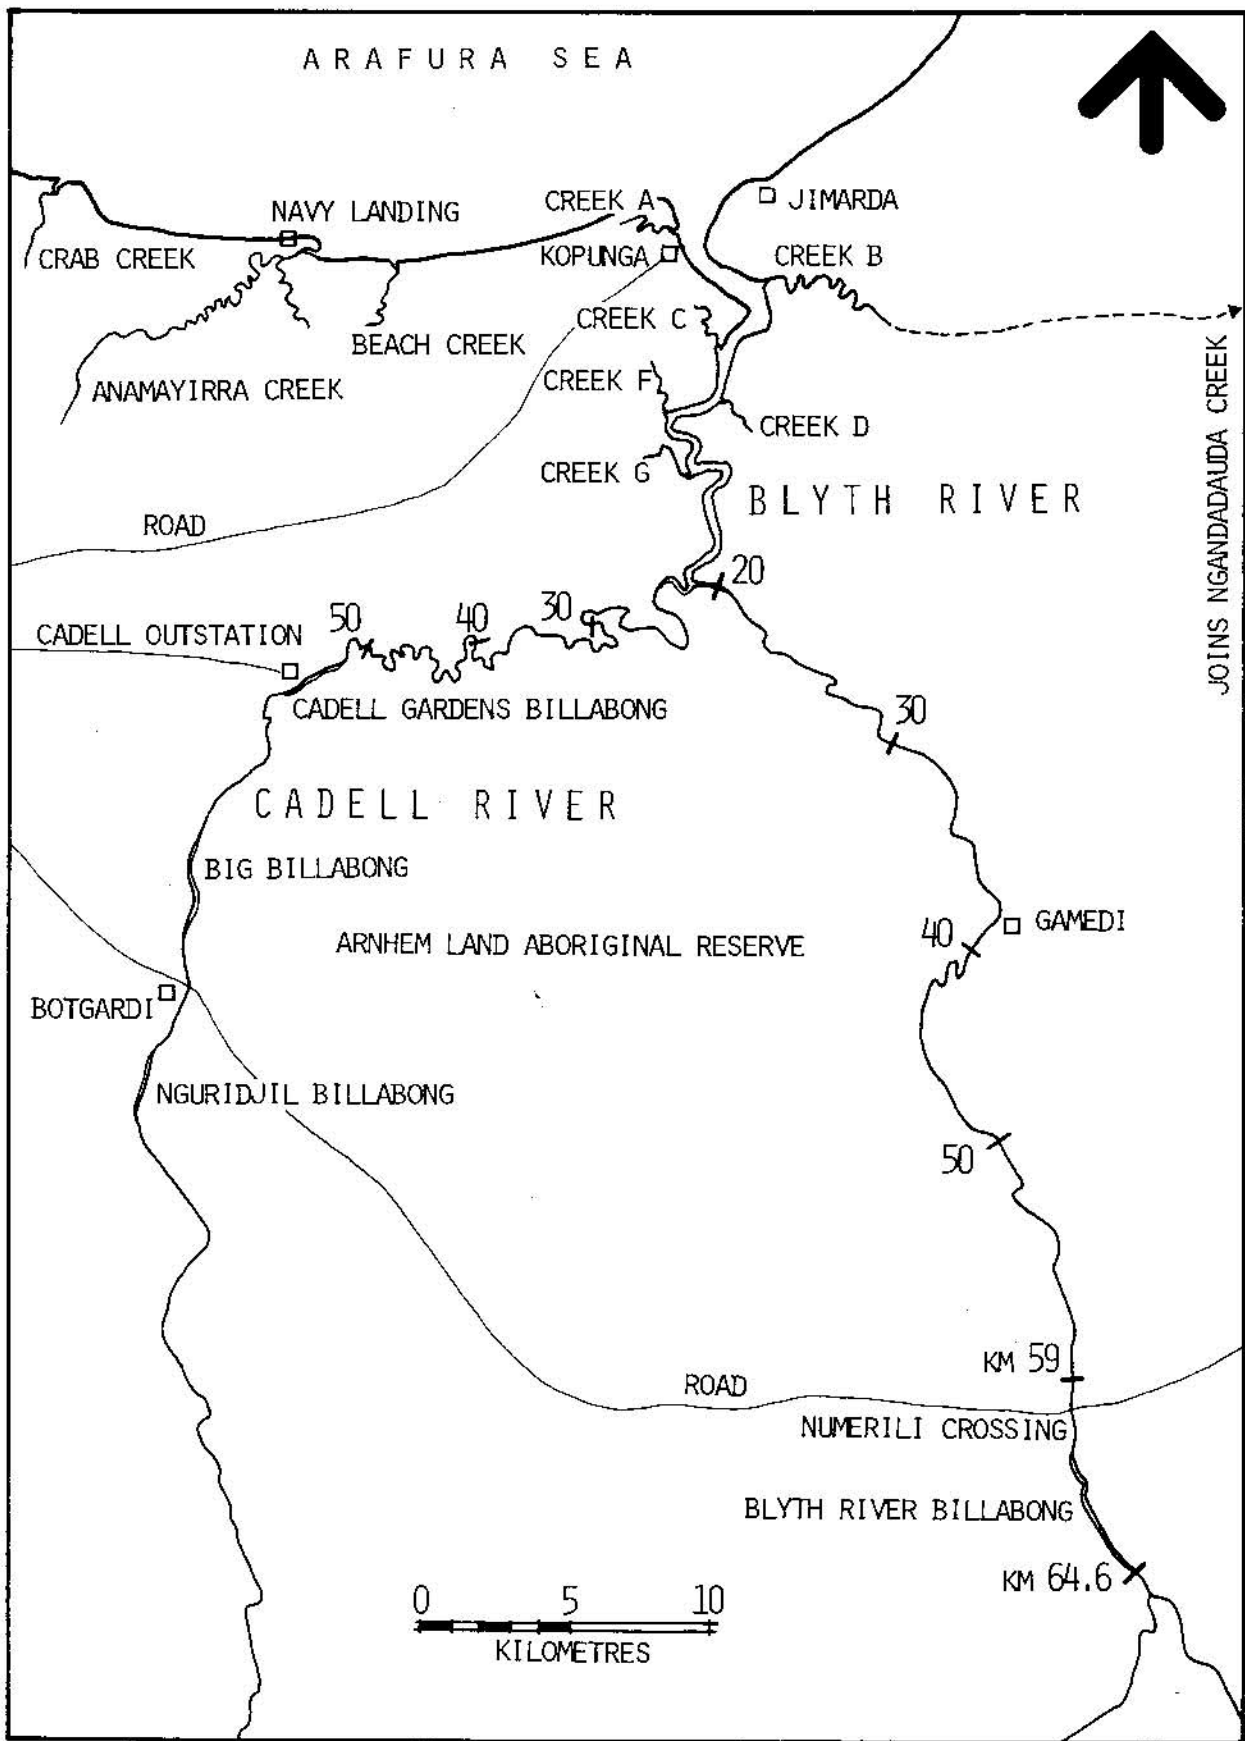 ARAFURA SEA
CREEK A
JIMARDA
NAVY LANDING
CRAB CREEK
KOPUNGA
CREEK B
CREEK C
BEACH CREEK
ANAMAYIRRA CREEK
CREEK F
CREEK D
CREEK G
BLYTH RIVER
JOINS NGANDADAUDA CREEK
ROAD
20
30
40
50
CADELL OUTSTATION
CADELL GARDENS BILLABONG
30
CADELL RIVER
BIG BILLABONG
GAMEDI
ARNHEM LAND ABORIGINAL RESERVE
40
BOTGARDI
NGURIDJIL BILLABONG
50
KM 59
ROAD
NUMERILI CROSSING
BLYTH RIVER BILLABONG
KM 64.6
0 5 10
KILOMETRES